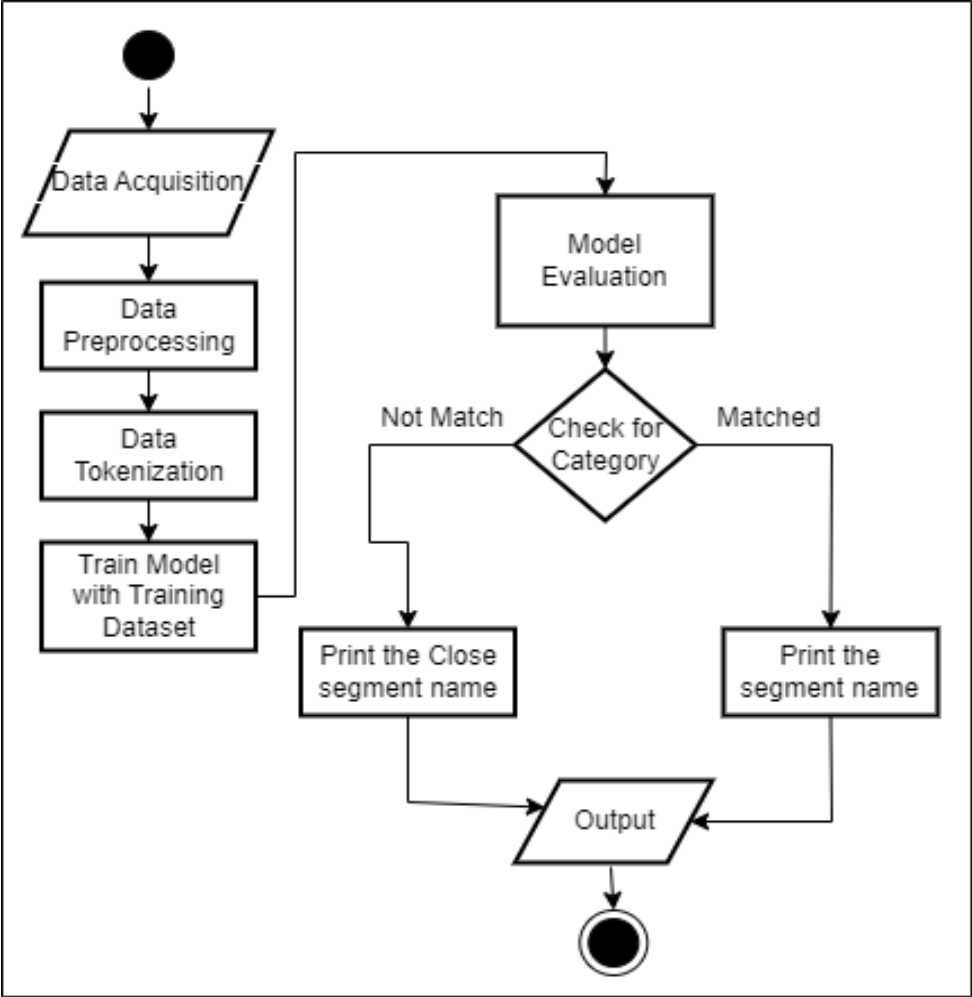 Data Acquisition
Data
Preprocessing
Data
Tokenization
Train Model
with Training
Dataset
Model
Evaluation
Check for
Category
Not Match
Matched
Print the Close
segment name
Print the
segment name
Output